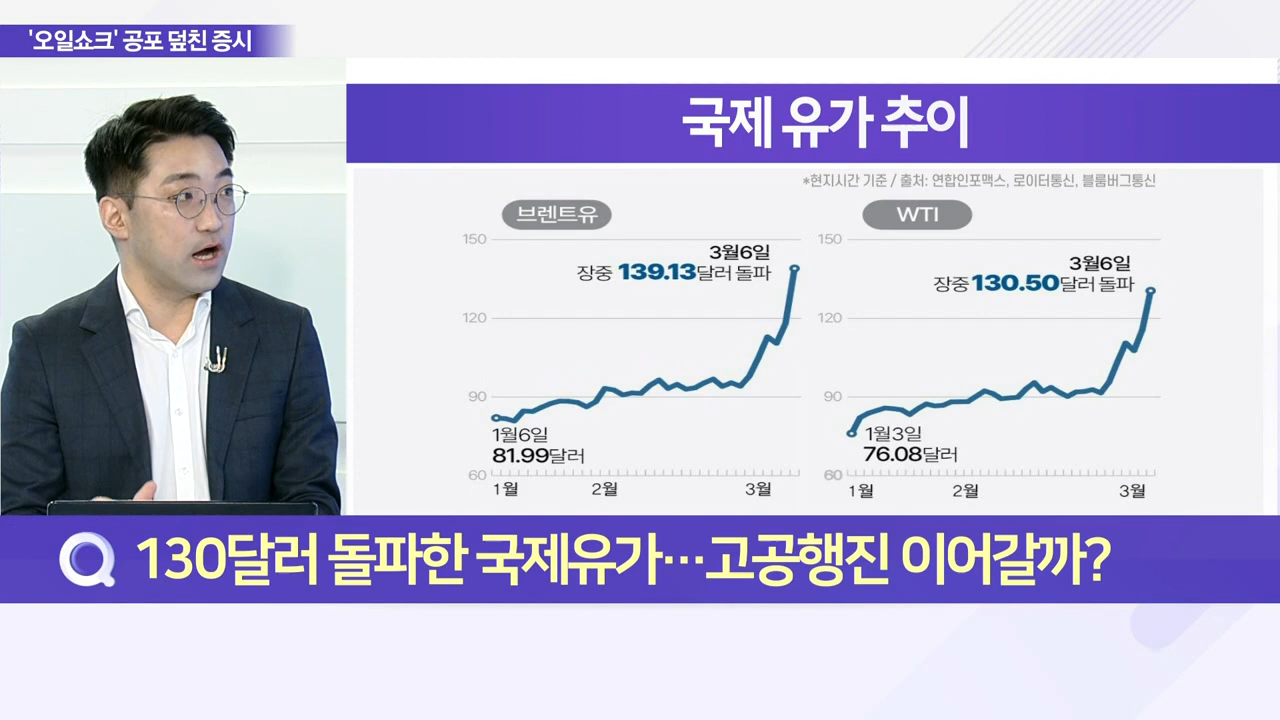 '오일쇼크' 공포 덮친 증시
국제 유가 추이
*현지시간 기준 / 출처: 연합인포맥스, 로이터통신, 블룸버그통신
브렌트유
150
120
90
60
3월6일
장중 139.13달러 돌파
1월6일
81.99달러
1월
2월
3월
WTI
150
120
90
60
3월6일
장중 130.50달러 돌파
1월3일
76.08달러
1월
2월
3월
130달러 돌파한 국제유가…고공행진 이어갈까?